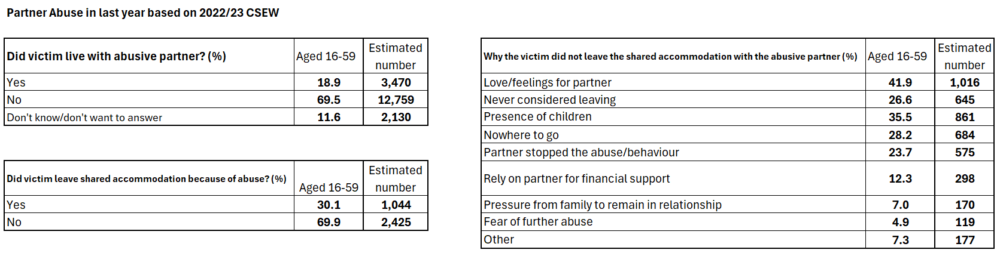 Partner Abuse in last year based on 2022/23 CSEW
Did victim live with abusive partner? (%) Aged 16-59 Estimated number
Yes 18.9 3,470
No 69.5 12,759
Don't know/don't want to answer 11.6 2,130
Did victim leave shared accommodation because of abuse? (%) Aged 16-59 Estimated number
Yes 30.1 1,044
No 69.9 2,425
Why the victim did not leave the shared accommodation with the abusive partner (%) Aged 16-59 Estimated number
Love/feelings for partner 41.9 1,016
Never considered leaving 26.6 645
Presence of children 35.5 861
Nowhere to go 28.2 684
Partner stopped the abuse/behaviour 23.7 575
Rely on partner for financial support 12.3 298
Pressure from family to remain in relationship 7.0 170
Fear of further abuse 4.9 119
Other 7.3 177